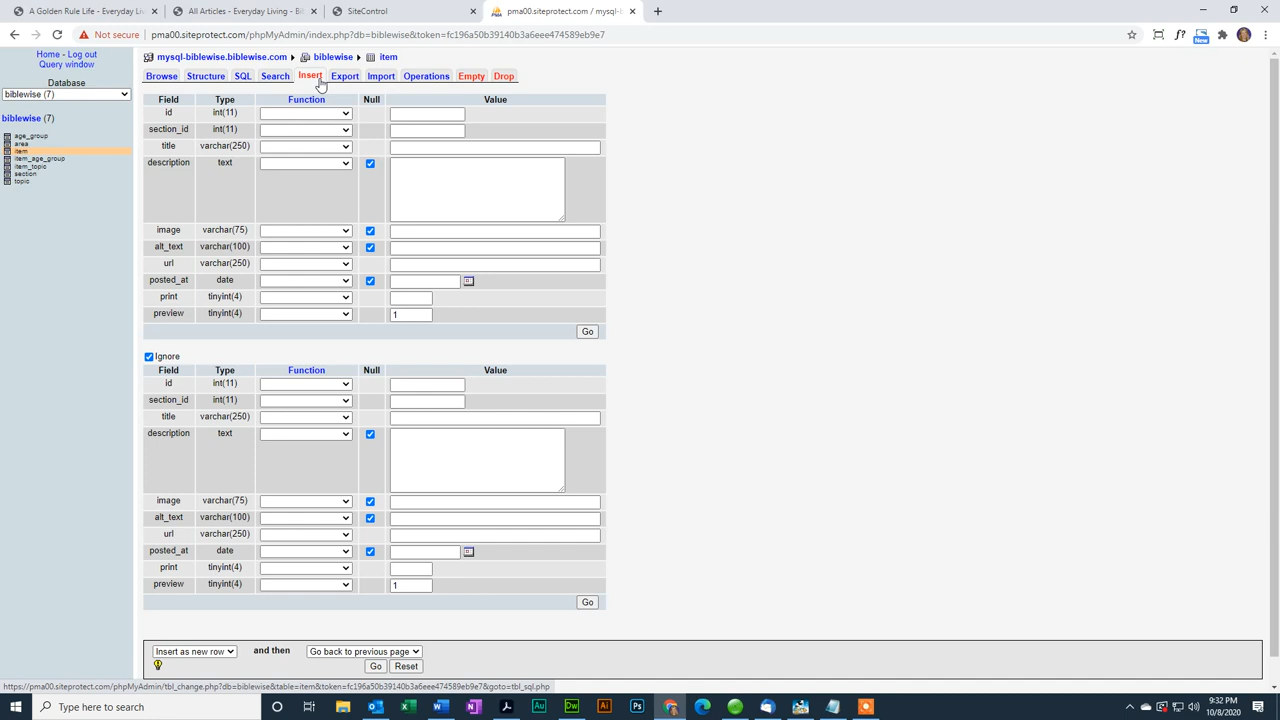 A Golden Rule Life - Everyday Liv
All Articles - Everyday Living - Bi
SiteControl
pma00.siteprotect.com / mysql-b
Not secure | pma00.siteprotect.com/phpMyAdmin/index.php?db=biblewise&token=fc196a50b39140b3a6eee474589eb9e7
New
Home - Log out
Query window
Database
biblewise (7)
biblewise (7)
age_group
area
item
item_age_group
item_topic
section
topic
mysql-biblewise.biblewise.com
biblewise
item
Browse Structure SQL Search Insert Export Import Operations Empty Drop
Field Type Function Null Value
id int(11)
section_id int(11)
title varchar(250)
description text
image varchar(75)
alt_text varchar(100)
url varchar(250)
posted_at date
print tinyint(4)
preview tinyint(4) 1
Go
Ignore
Field Type Function Null Value
id int(11)
section_id int(11)
title varchar(250)
description text
image varchar(75)
alt_text varchar(100)
url varchar(250)
posted_at date
print tinyint(4)
preview tinyint(4) 1
Go
Insert as new row and then Go back to previous page
Go Reset
https://pma00.siteprotect.com/phpMyAdmin/tbl_change.php?db=biblewise&table=item&token=fc196a50b39140b3a6eee474589eb9e7&goto=tbl_sql.php
Type here to search
Au
Dw
Ai
Ps
9:32 PM
10/8/2020